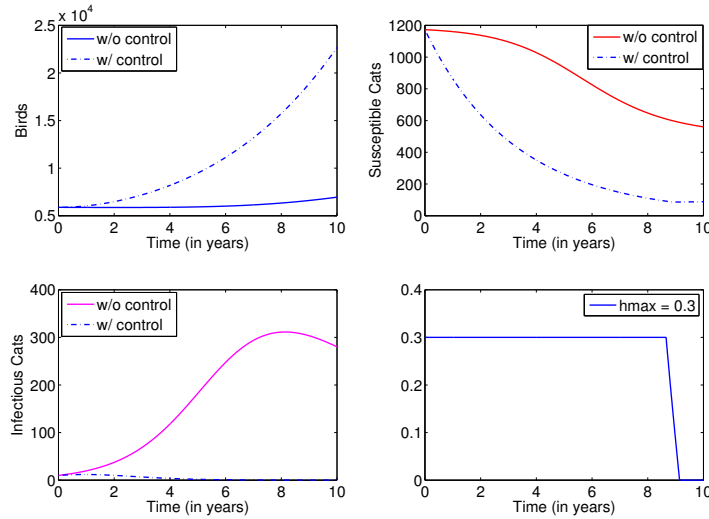 x 10^4
2.5
2
1.5
1
0.5
0 2 4 6 8 10
Time (in years)
Birds
w/o control
w/ control
1200
1000
800
600
400
200
0
0 2 4 6 8 10
Time (in years)
Susceptible Cats
w/o control
w/ control
400
300
200
100
0
0 2 4 6 8 10
Time (in years)
Infectious Cats
w/o control
w/ control
0.4
0.3
0.2
0.1
0
0 2 4 6 8 10
Time (in years)
hmax = 0.3